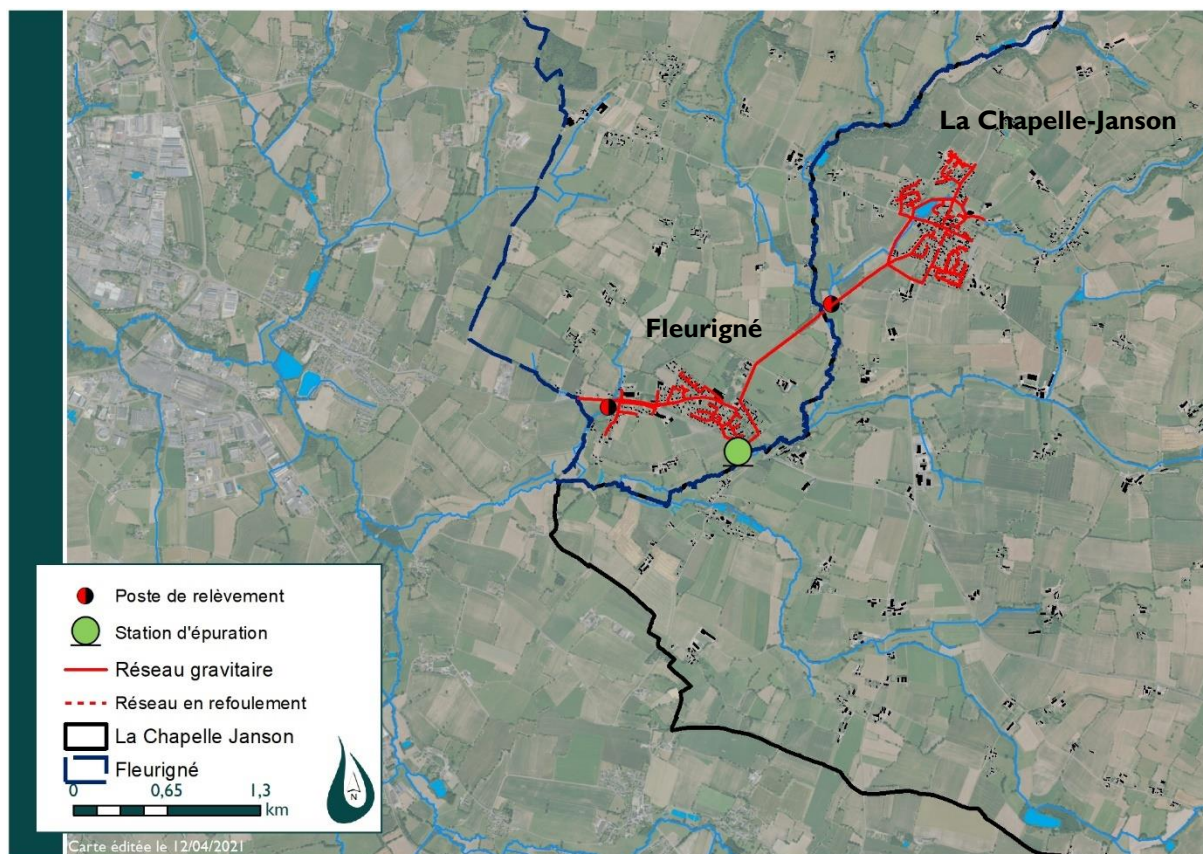 La Chapelle-Janson
Fleurigné
Poste de relèvement
Station d'épuration
Réseau gravitaire
Réseau en refoulement
La Chapelle Janson
Fleurigné
0 0,65 1,3
km
N
Carte éditée le 12/04/2021